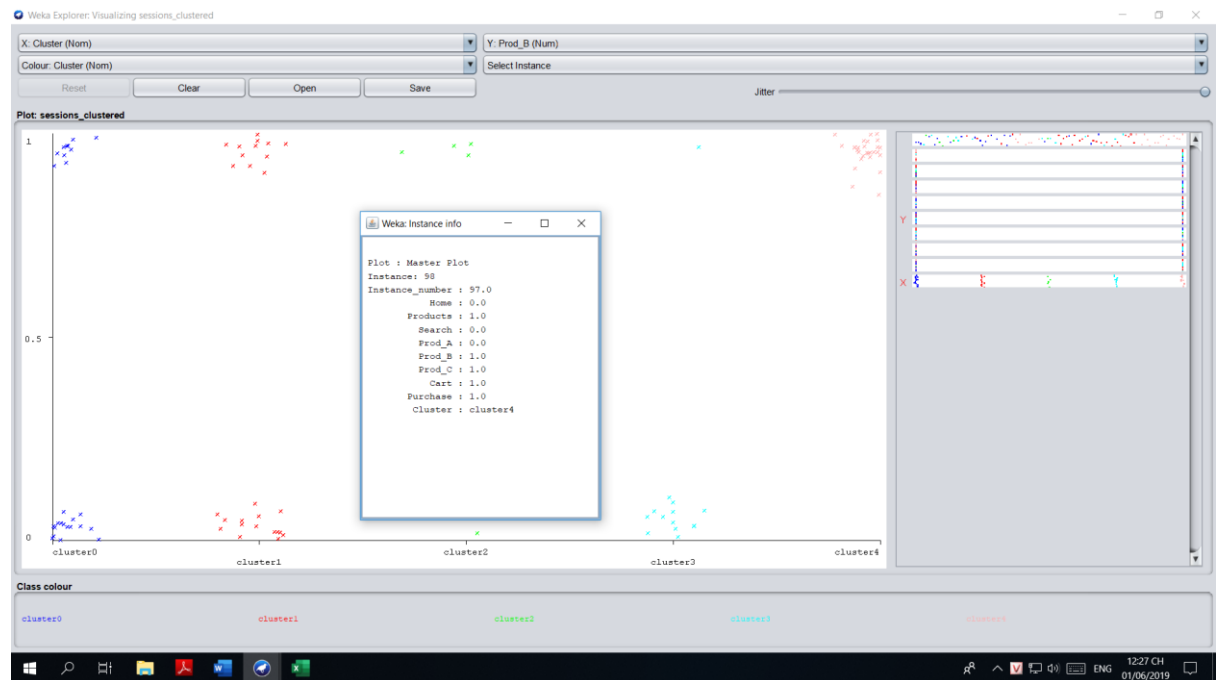 Weka Explorer: Visualizing sessions_clustered
X: Cluster (Nom)
Y: Prod_B (Num)
Colour: Cluster (Nom)
Select Instance
Reset
Clear
Open
Save
Jitter
Plot: sessions_clustered
1
0.5
0
cluster0
cluster1
cluster2
cluster3
cluster4
Y
X
Weka: Instance info
Plot : Master Plot
Instance: 98
Instance_number : 97.0
Home : 0.0
Products : 1.0
Search : 0.0
Prod_A : 0.0
Prod_B : 1.0
Prod_C : 1.0
Cart : 1.0
Purchase : 1.0
Cluster : cluster4
Class colour
cluster0
cluster1
cluster2
cluster3
cluster4
ENG
12:27 CH
01/06/2019